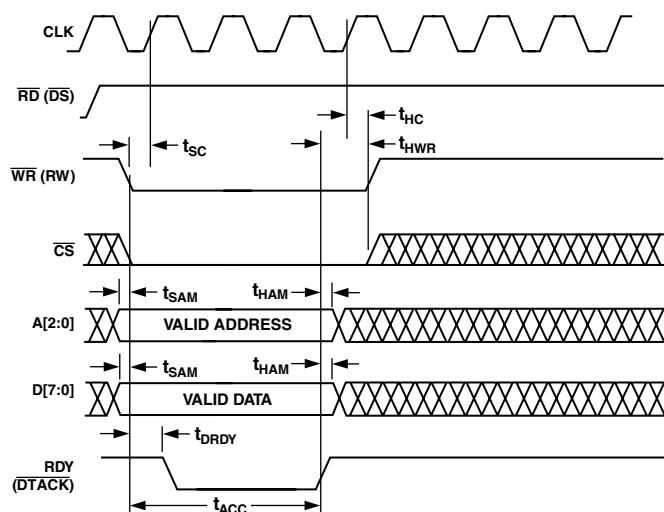 CLK
RD (DS)
tHC
tSC
tHWR
WR (RW)
CS
tSAM
tHAM
A[2:0]
VALID ADDRESS
tSAM
tHAM
D[7:0]
VALID DATA
tDRDY
RDY
(DTACK)
tACC